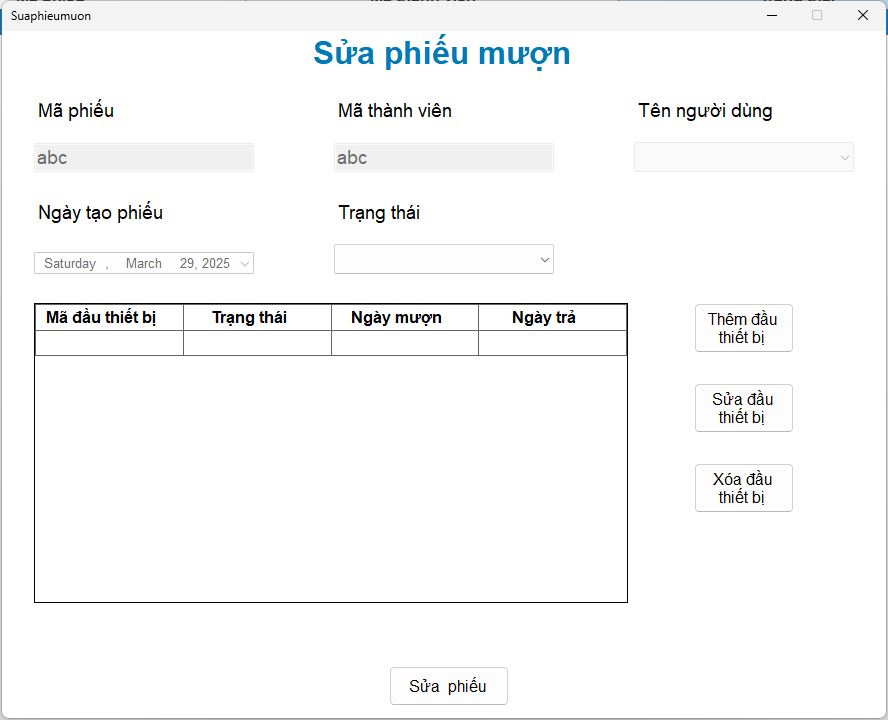 Suaphieumuon
Sửa phiếu mượn
Mã phiếu
Mã thành viên
Tên người dùng
abc
abc
Ngày tạo phiếu
Trạng thái
Saturday , March 29, 2025
Mã đầu thiết bị
Trạng thái
Ngày mượn
Ngày trả
Thêm đầu
thiết bị
Sửa đầu
thiết bị
Xóa đầu
thiết bị
Sửa phiếu